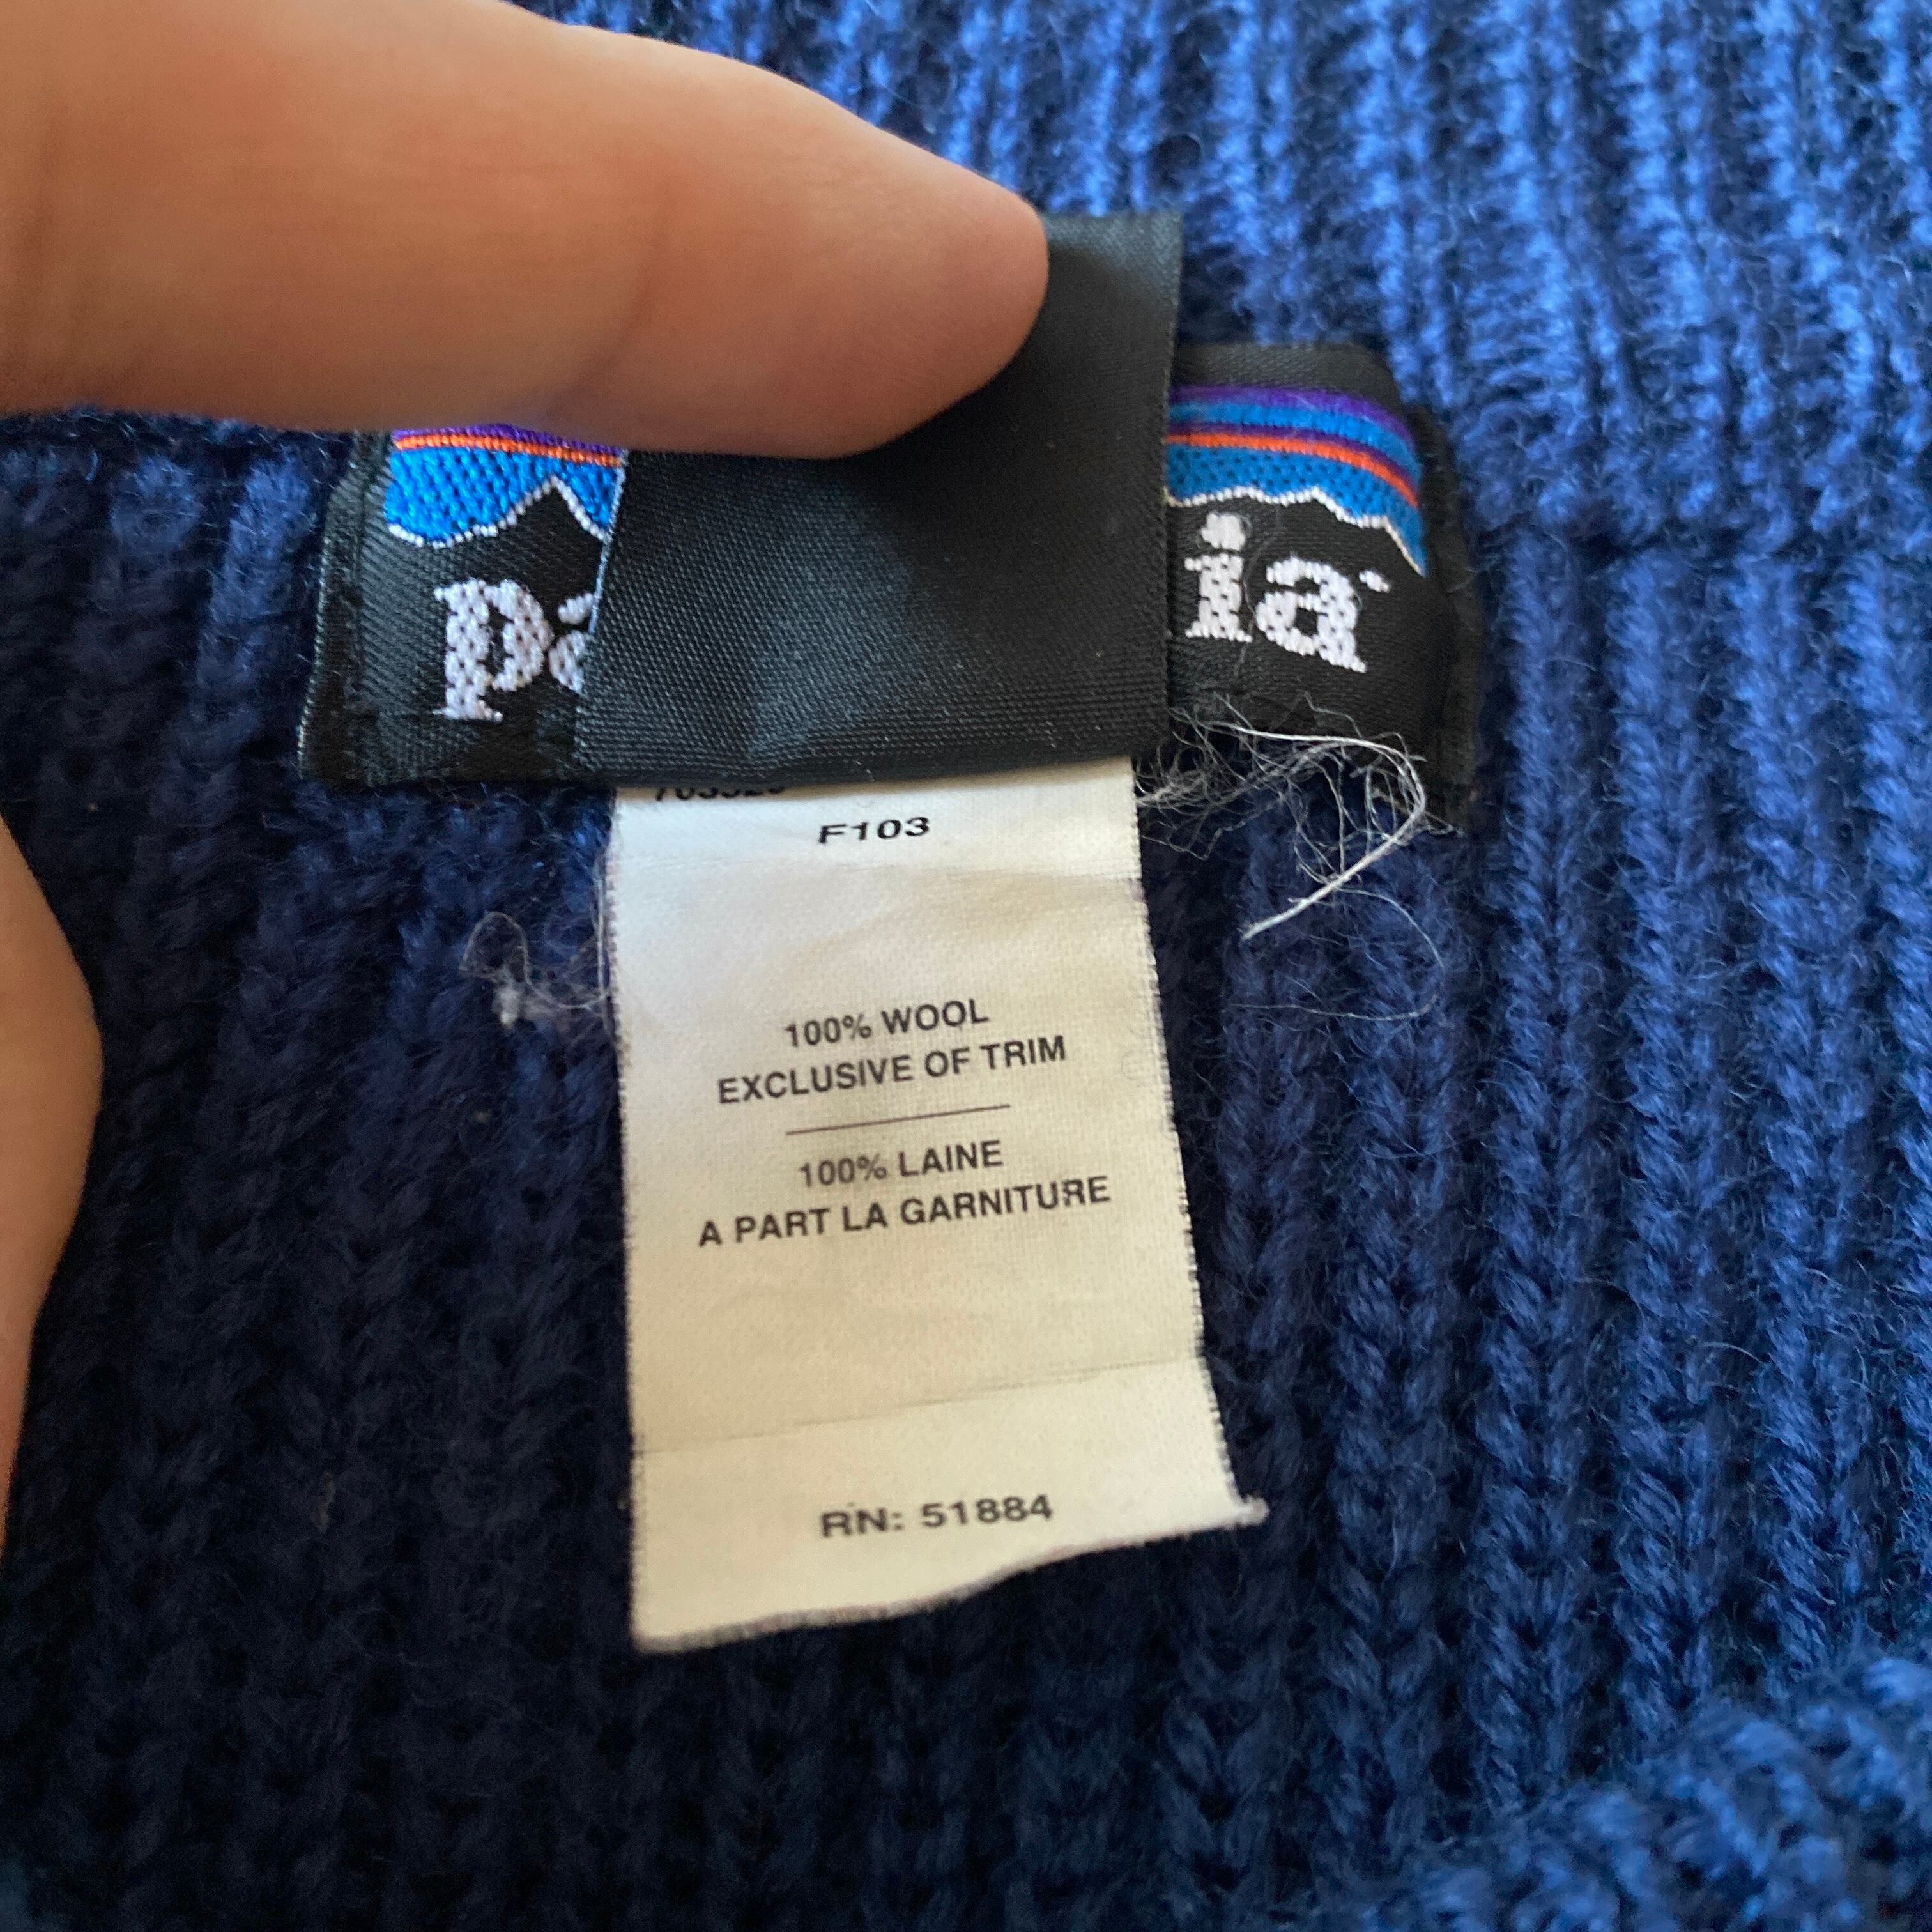 pa
ia
F103
100% WOOL
EXCLUSIVE OF TRIM
100% LAINE
A PART LA GARNITURE
RN: 51884